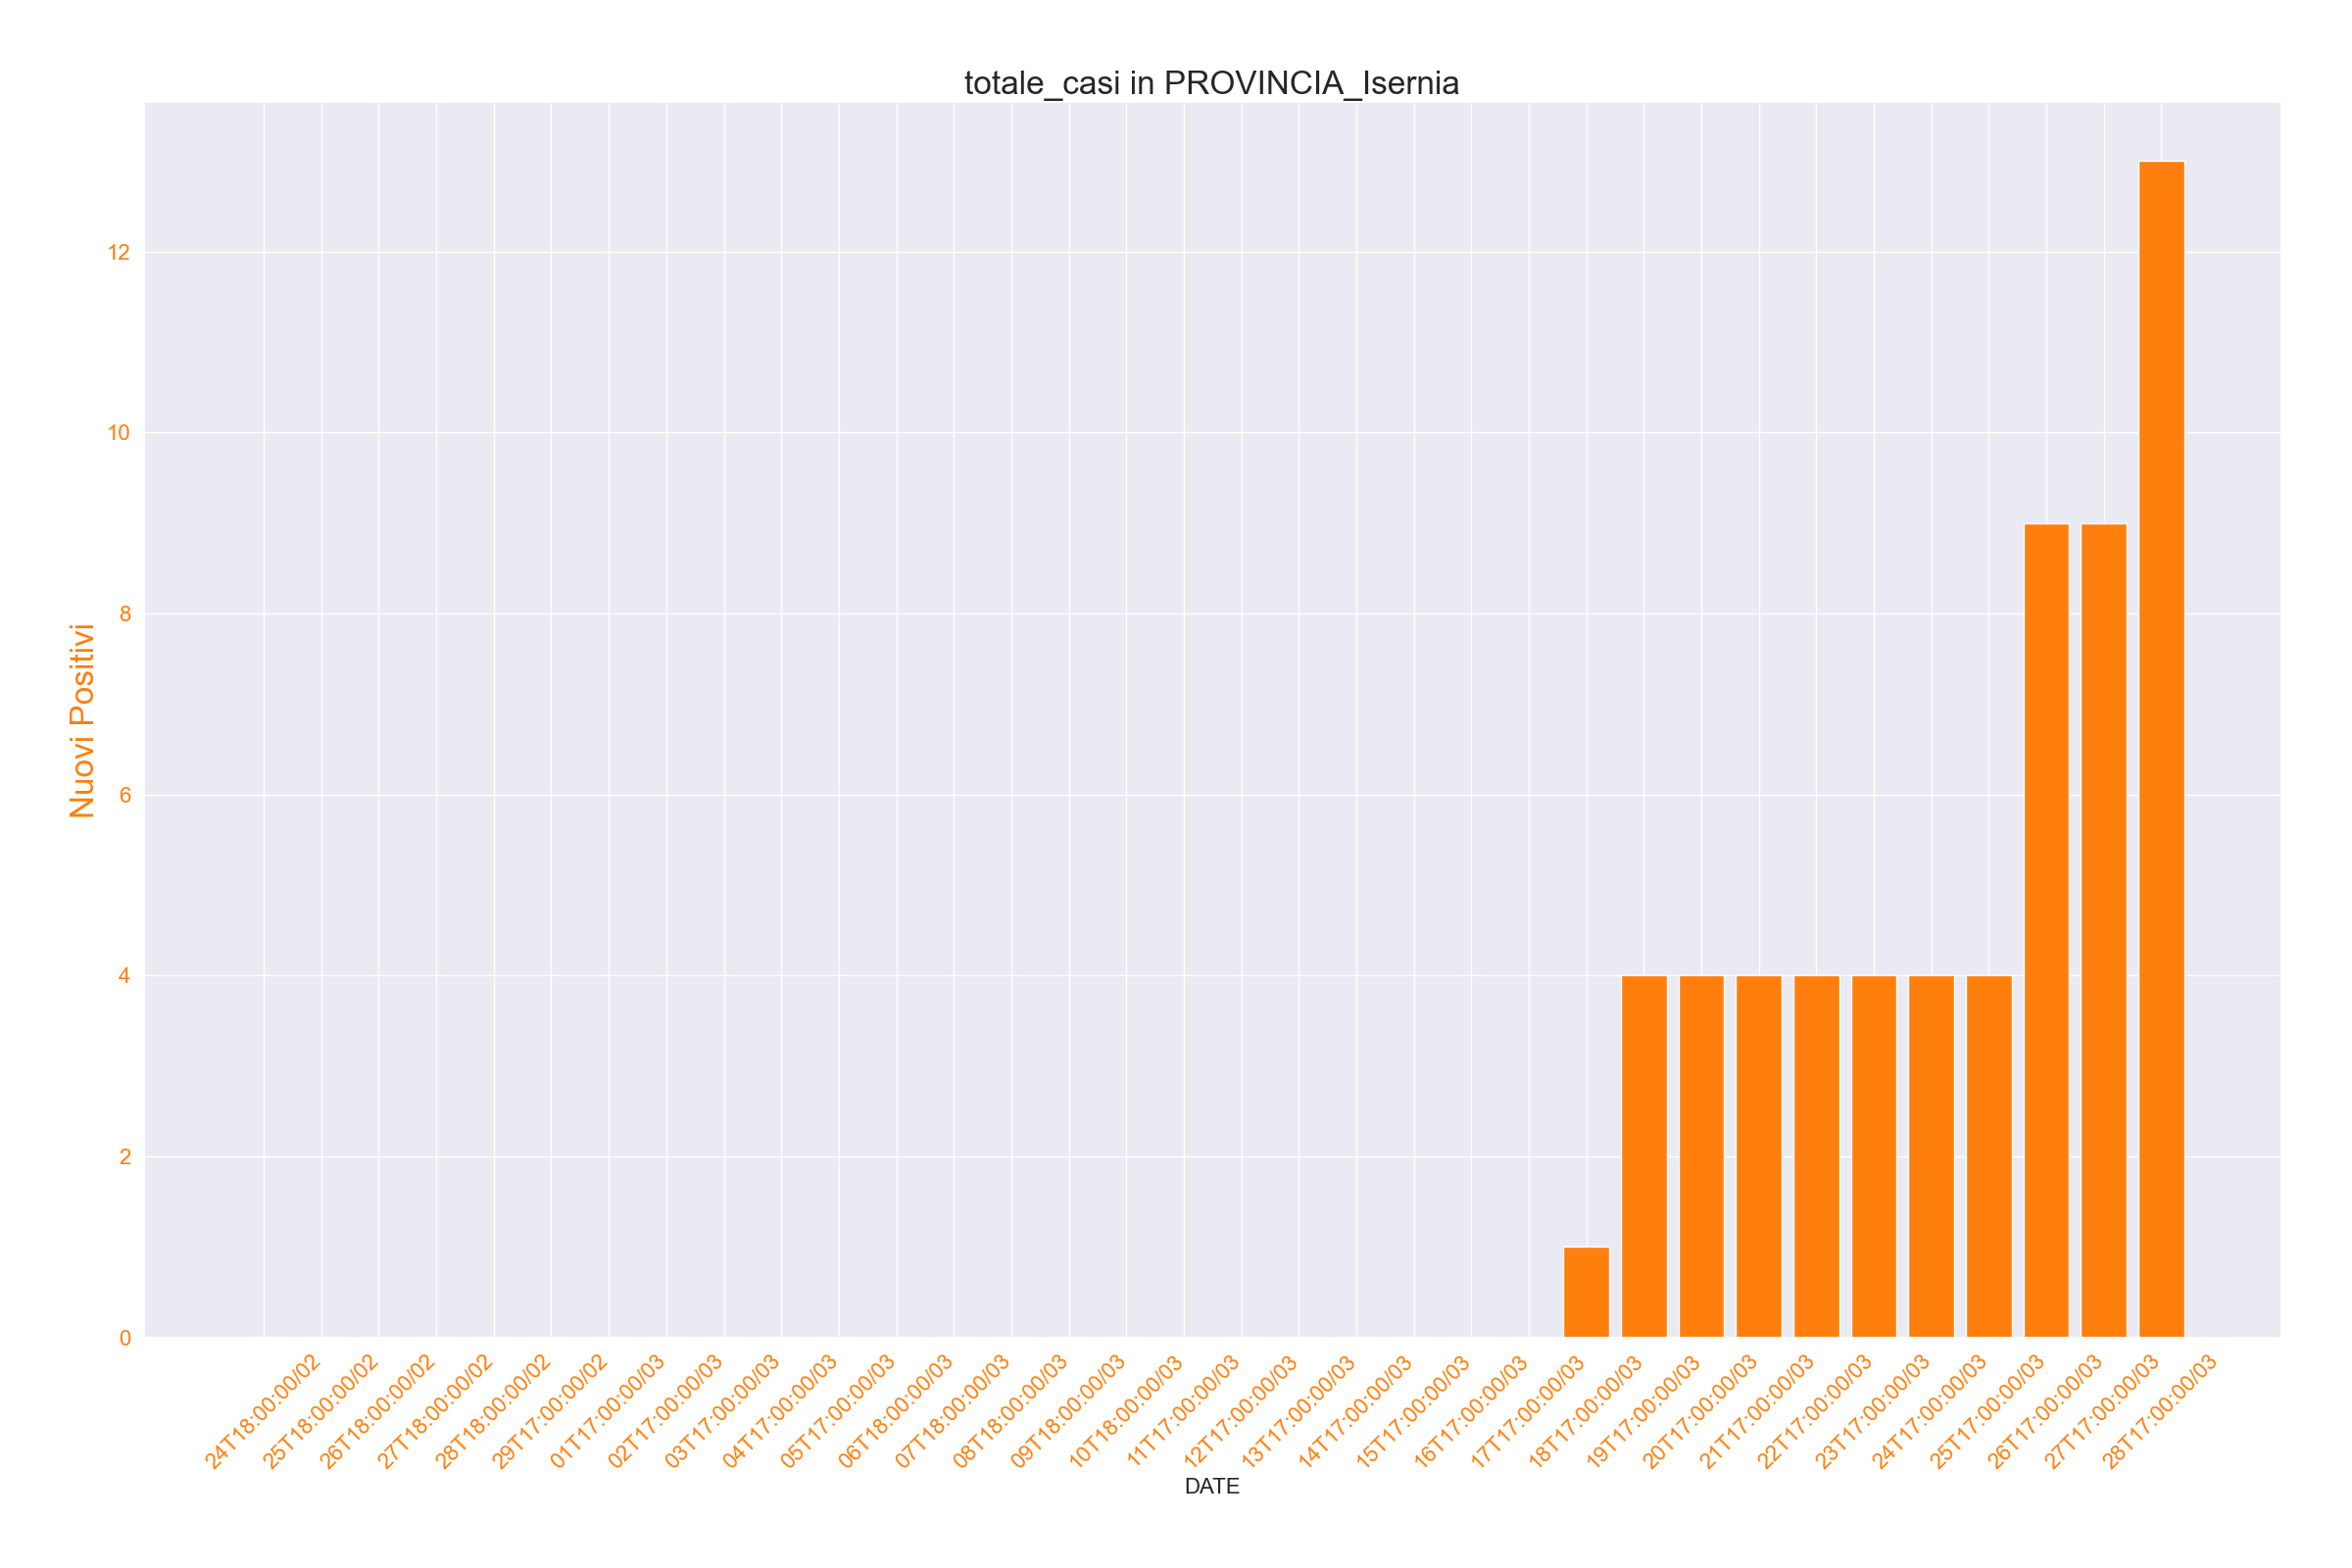 totale_casi in PROVINCIA_Isernia
Nuovi Positivi
12
10
8
6
4
2
0
24T18:00:00/02
25T18:00:00/02
26T18:00:00/02
27T18:00:00/02
28T18:00:00/02
29T17:00:00/02
01T17:00:00/03
02T17:00:00/03
03T17:00:00/03
04T17:00:00/03
05T17:00:00/03
06T18:00:00/03
07T18:00:00/03
08T18:00:00/03
09T18:00:00/03
10T18:00:00/03
11T17:00:00/03
12T17:00:00/03
13T17:00:00/03
14T17:00:00/03
15T17:00:00/03
16T17:00:00/03
17T17:00:00/03
18T17:00:00/03
19T17:00:00/03
20T17:00:00/03
21T17:00:00/03
22T17:00:00/03
23T17:00:00/03
24T17:00:00/03
25T17:00:00/03
26T17:00:00/03
27T17:00:00/03
28T17:00:00/03
DATE